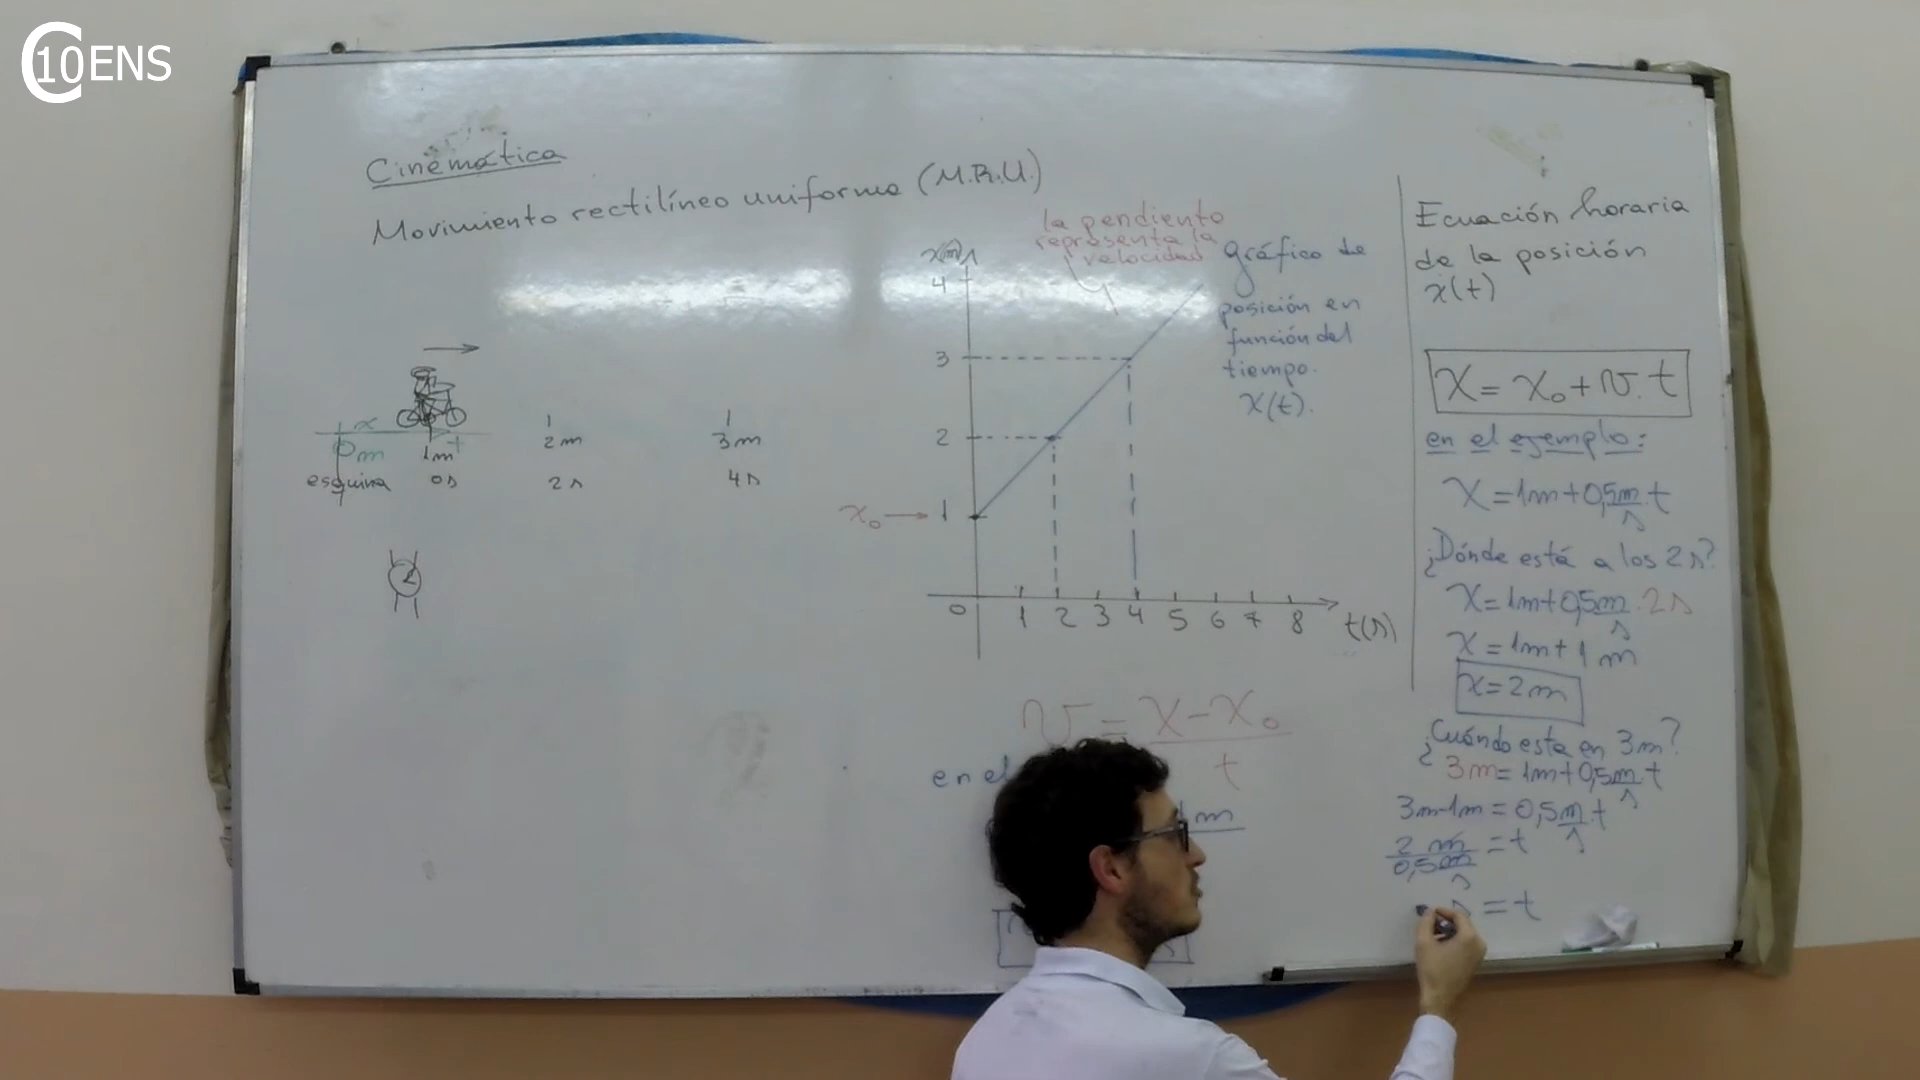 C10ENS
Cinemática
Movimiento rectilíneo uniforme (M.R.U.)
0m
1m
2m
3m
esquina
0s
2s
4s
x
+
x(m)
4
3
2
1
x₀
0
1 2 3 4 5 6 7 8
t(s)
la pendiente
representa la
velocidad
Gráfico de
posición en
función del
tiempo.
x(t).
v = x-x₀
t
en el
1m
Ecuación horaria
de la posición
x(t)
x = x₀ + v.t
en el ejemplo:
x = 1m + 0,5m/s.t
¿Dónde está a los 2s?
x = 1m + 0,5m/s.2s
x = 1m + 1m
x = 2m
¿Cuándo esta en 3m?
3m = 1m + 0,5m/s t
3m-1m = 0,5m/s.t
2m/0,5m/s = t
s = t